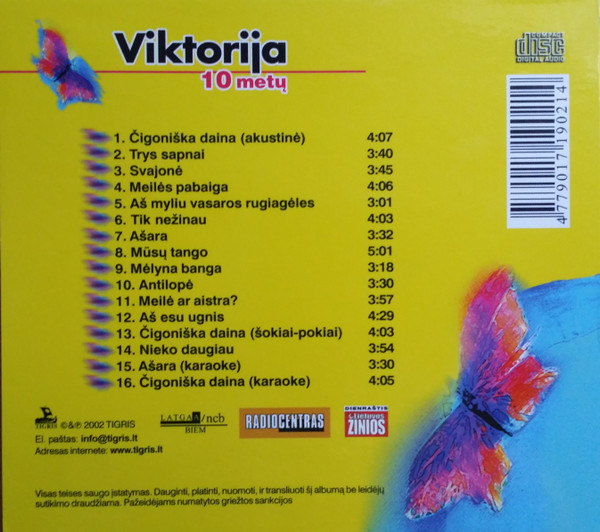 Viktorija
10 metų
COMPACT
disc
DIGITAL AUDIO
4 779017 190214
1. Čigoniška daina (akustinė) 4:07
2. Trys sapnai 3:40
3. Svajonė 3:45
4. Meilės pabaiga 4:06
5. Aš myliu vasaros rugiagėles 3:01
6. Tik nežinau 4:03
7. Ašara 3:32
8. Mūsų tango 5:01
9. Mėlyna banga 3:18
10. Antilopė 3:30
11. Meilė ar aistra? 3:57
12. Aš esu ugnis 4:29
13. Čigoniška daina (šokiai-pokiai) 4:03
14. Nieko daugiau 3:54
15. Ašara (karaoke) 3:30
16. Čigoniška daina (karaoke) 4:05
TIGRIS ©&℗ 2002 TIGRIS
El. paštas: info@tigris.lt
Adresas internete: www.tigris.lt
LATGAA/ncb
BIEM
RADIOCENTRAS
DIENRAŠTIS
Lietuvos
ŽINIOS
Visas teises saugo įstatymas. Dauginti, platinti, nuomoti, ir transliuoti šį albumą be leidėjų
sutikimo draudžiama. Pažeidėjams numatytos griežtos sankcijos